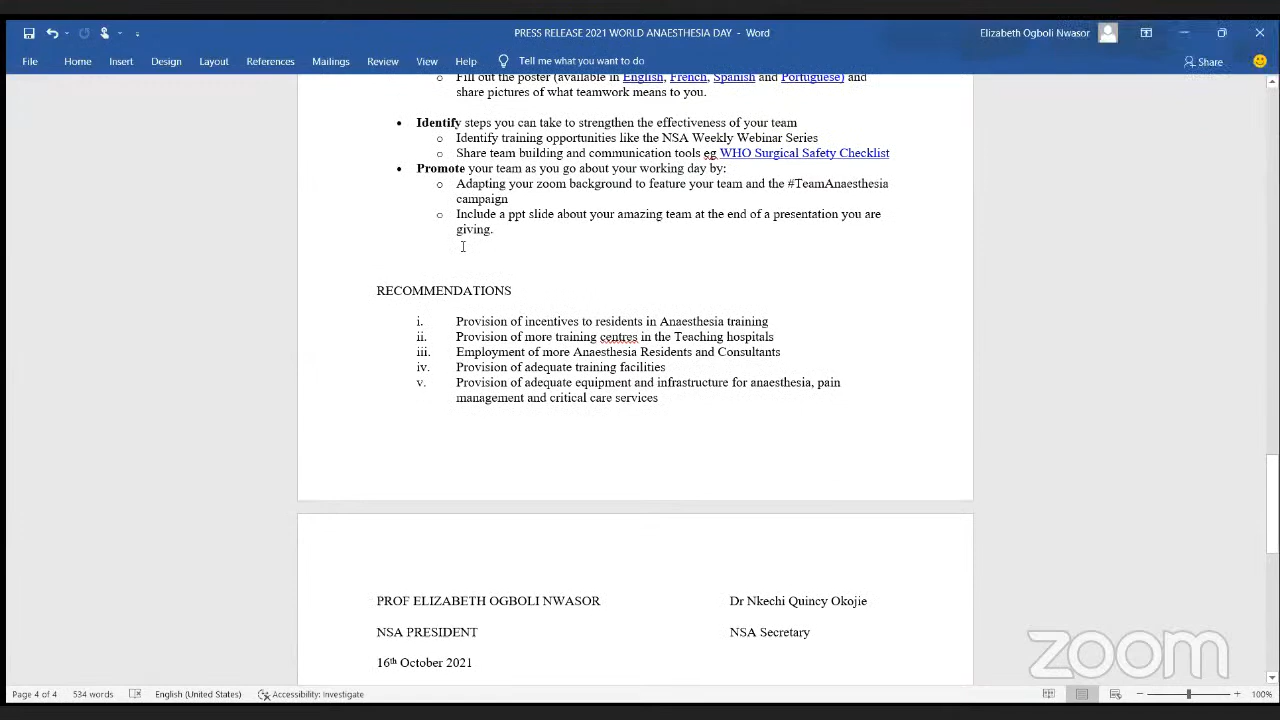 PRESS RELEASE 2021 WORLD ANAESTHESIA DAY - Word
Elizabeth Ogboli Nwasor
File Home Insert Design Layout References Mailings Review View Help Tell me what you want to do Share
Fill out the poster (available in English, French, Spanish and Portuguese) and
share pictures of what teamwork means to you.
• Identify steps you can take to strengthen the effectiveness of your team
o Identify training opportunities like the NSA Weekly Webinar Series
o Share team building and communication tools eg WHO Surgical Safety Checklist
• Promote your team as you go about your working day by:
o Adapting your zoom background to feature your team and the #TeamAnaesthesia
campaign
o Include a ppt slide about your amazing team at the end of a presentation you are
giving.
RECOMMENDATIONS
i. Provision of incentives to residents in Anaesthesia training
ii. Provision of more training centres in the Teaching hospitals
iii. Employment of more Anaesthesia Residents and Consultants
iv. Provision of adequate training facilities
v. Provision of adequate equipment and infrastructure for anaesthesia, pain
management and critical care services
PROF ELIZABETH OGBOLI NWASOR Dr Nkechi Quincy Okojie
NSA PRESIDENT NSA Secretary
16th October 2021
zoom
Page 4 of 4 534 words English (United States) Accessibility: Investigate 100%